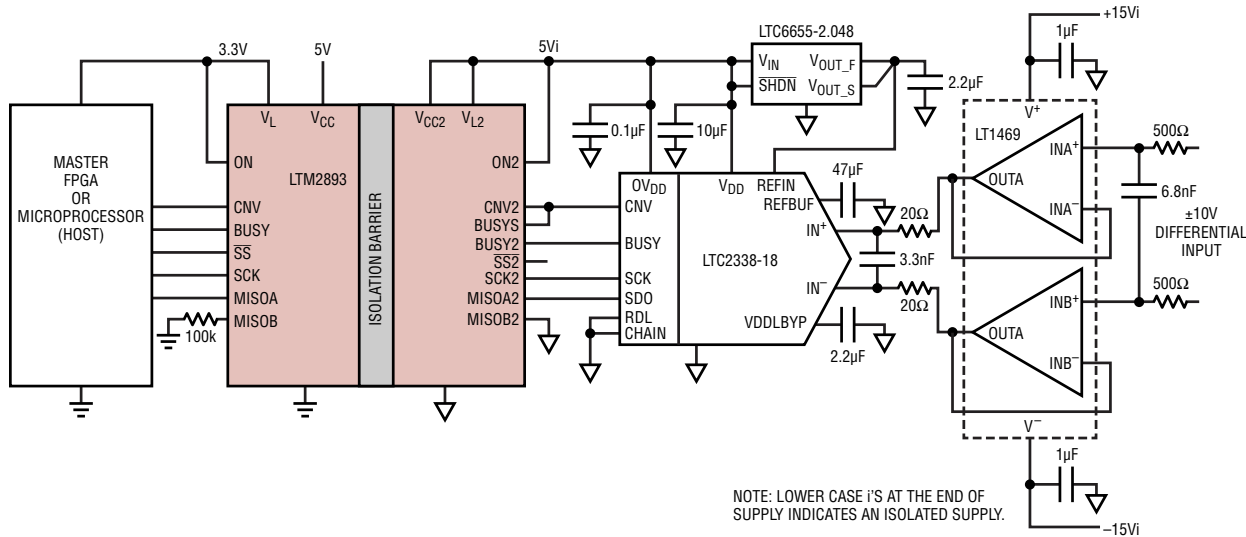 3.3V
5V
5Vi
LTC6655-2.048
+15Vi
1µF
V_IN
V_OUT_F
SHDN
V_OUT_S
2.2µF
V_L
V_CC
V_CC2
V_L2
0.1µF
10µF
V+
LT1469
MASTER
FPGA
OR
MICROPROCESSOR
(HOST)
ON
LTM2893
ISOLATION BARRIER
ON2
INA+
500Ω
OUTA
INA–
6.8nF
±10V
DIFFERENTIAL
INPUT
OV_DD
V_DD
REFIN
REFBUF
47µF
CNV
CNV
CNV2
CNV
BUSYS
20Ω
IN+
BUSY
BUSY
BUSY2
BUSY
SS
SS
SS2
LTC2338-18
3.3nF
SCK
SCK
SCK2
SCK
IN–
MISOA
MISOA
MISOA2
SDO
20Ω
INB+
500Ω
MISOB
MISOB2
RDL
CHAIN
VDDLBYP
OUTA
100k
2.2µF
INB–
V–
1µF
NOTE: LOWER CASE i'S AT THE END OF
SUPPLY INDICATES AN ISOLATED SUPPLY.
–15Vi